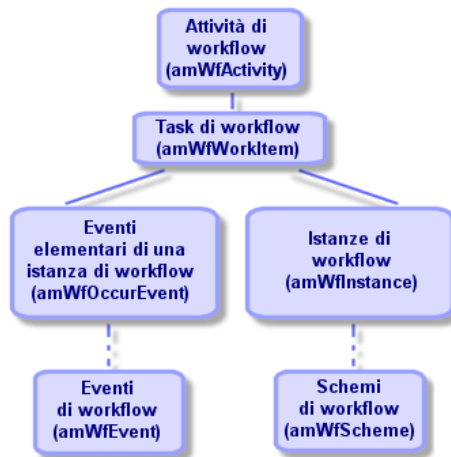 Attività di
workflow
(amWfActivity)
Task di workflow
(amWfWorkItem)
Eventi
elementari di una
istanza di workflow
(amWfOccurEvent)
Istanze di
workflow
(amWfInstance)
Eventi
di workflow
(amWfEvent)
Schemi
di workflow
(amWfScheme)